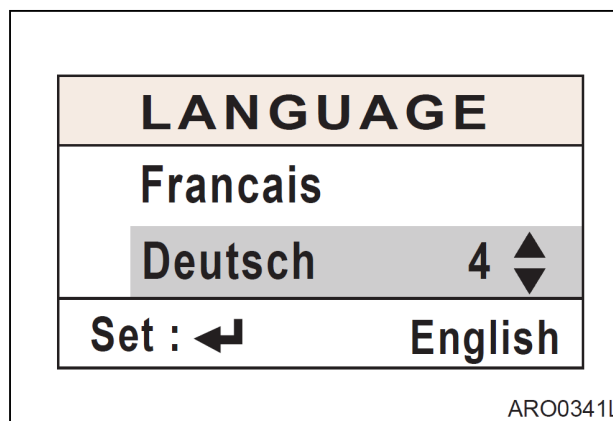 LANGUAGE
Francais
Deutsch 4
Set : English
ARO0341L